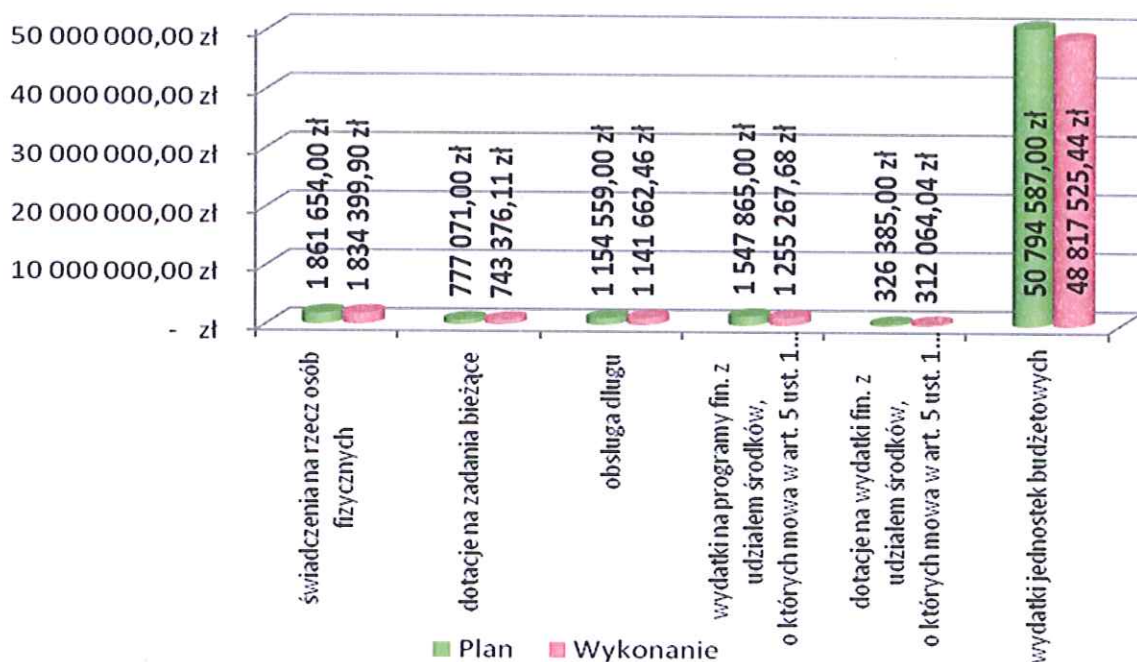 50 000 000,00 zł
40 000 000,00 zł
30 000 000,00 zł
20 000 000,00 zł
10 000 000,00 zł
- zł
1 861 654,00 zł
1 834 399,90 zł
777 071,00 zł
743 376,11 zł
1 154 559,00 zł
1 141 662,46 zł
1 547 865,00 zł
1 255 267,68 zł
326 385,00 zł
312 064,04 zł
50 794 587,00 zł
48 817 525,44 zł
świadczenia na rzecz osób
fizycznych
dotacje na zadania bieżące
obsługa długu
wydatki na programy fin. z
udziałem środków,
o których mowa w art. 5 ust. 1...
dotacje na wydatki fin. z
udziałem środków,
o których mowa w art. 5 ust. 1...
wydatki jednostek budżetowych
Plan
Wykonanie